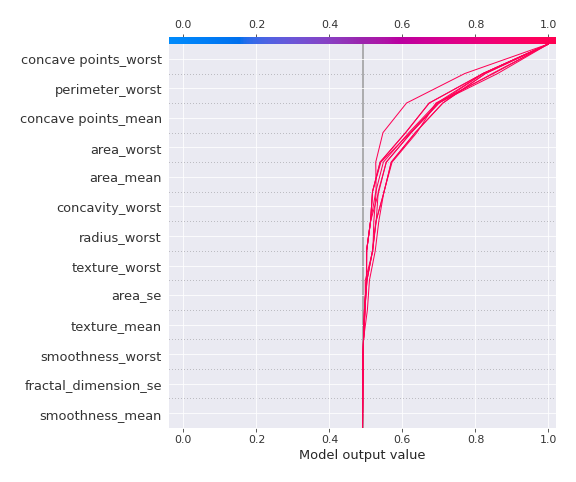 0.0 0.2 0.4 0.6 0.8 1.0
concave points_worst
perimeter_worst
concave points_mean
area_worst
area_mean
concavity_worst
radius_worst
texture_worst
area_se
texture_mean
smoothness_worst
fractal_dimension_se
smoothness_mean
0.0 0.2 0.4 0.6 0.8 1.0
Model output value